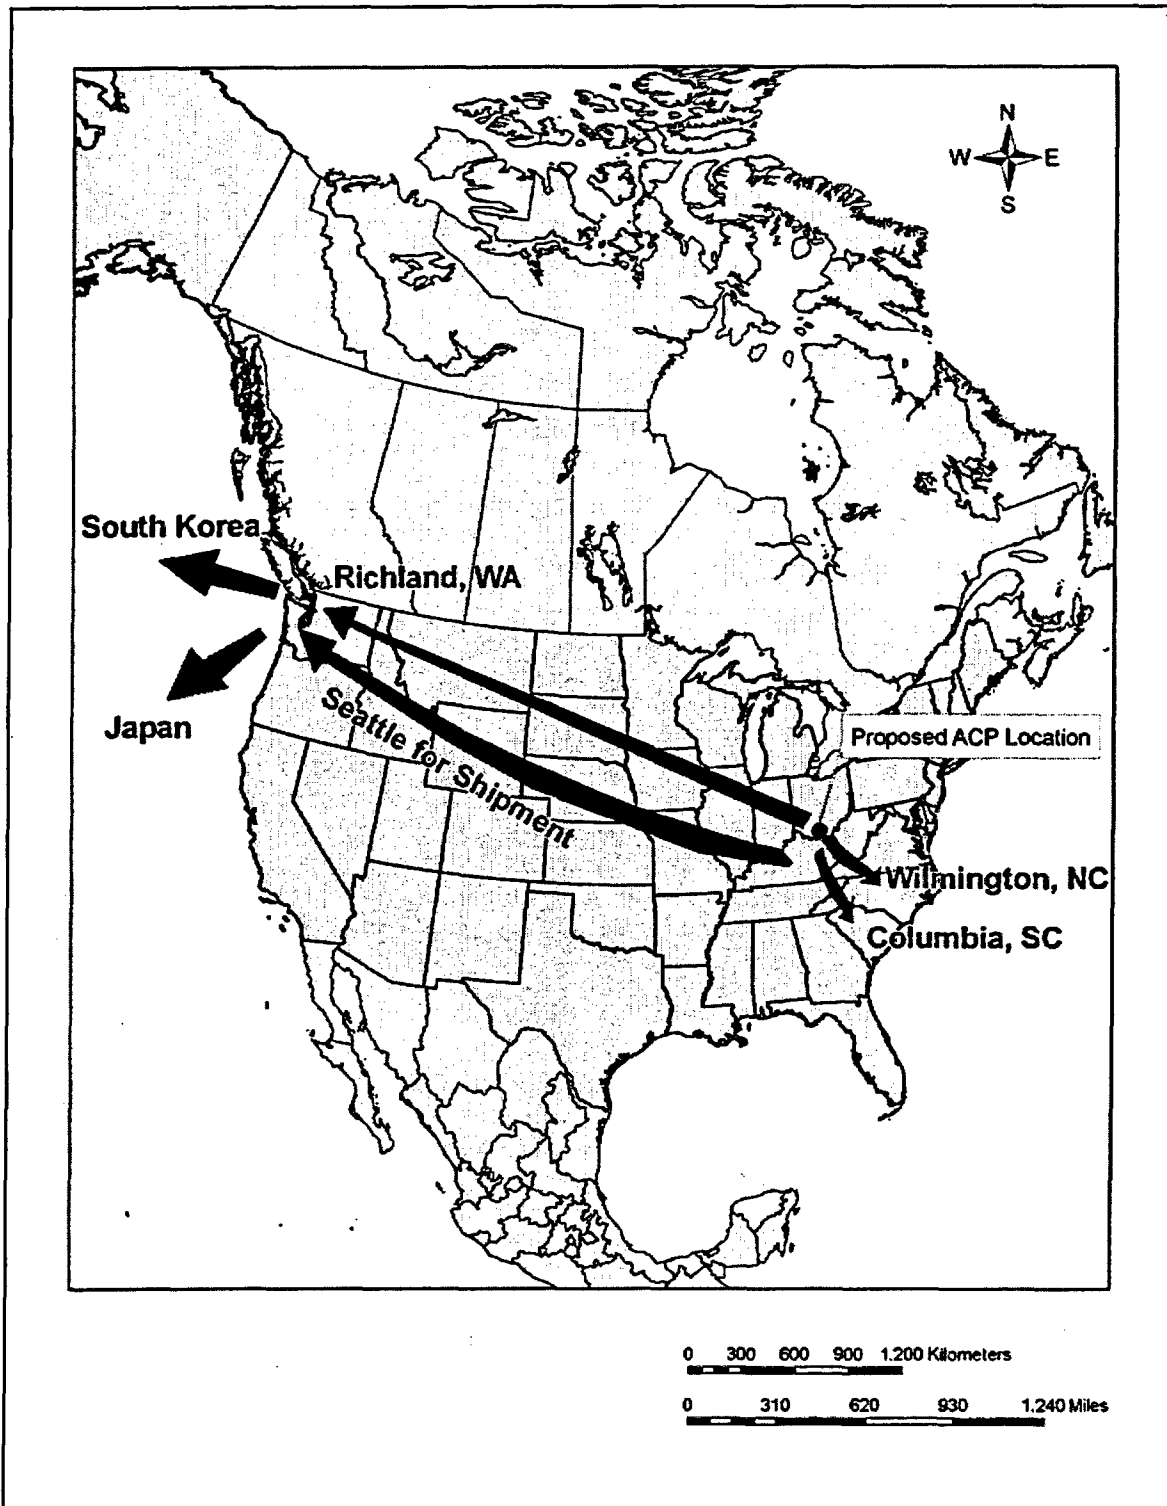 N
W E
S
South Korea
Richland, WA
Japan
Seattle for Shipment
Proposed ACP Location
Wilmington, NC
Columbia, SC
0 300 600 900 1.200 Kilometers
0 310 620 930 1.240 Miles